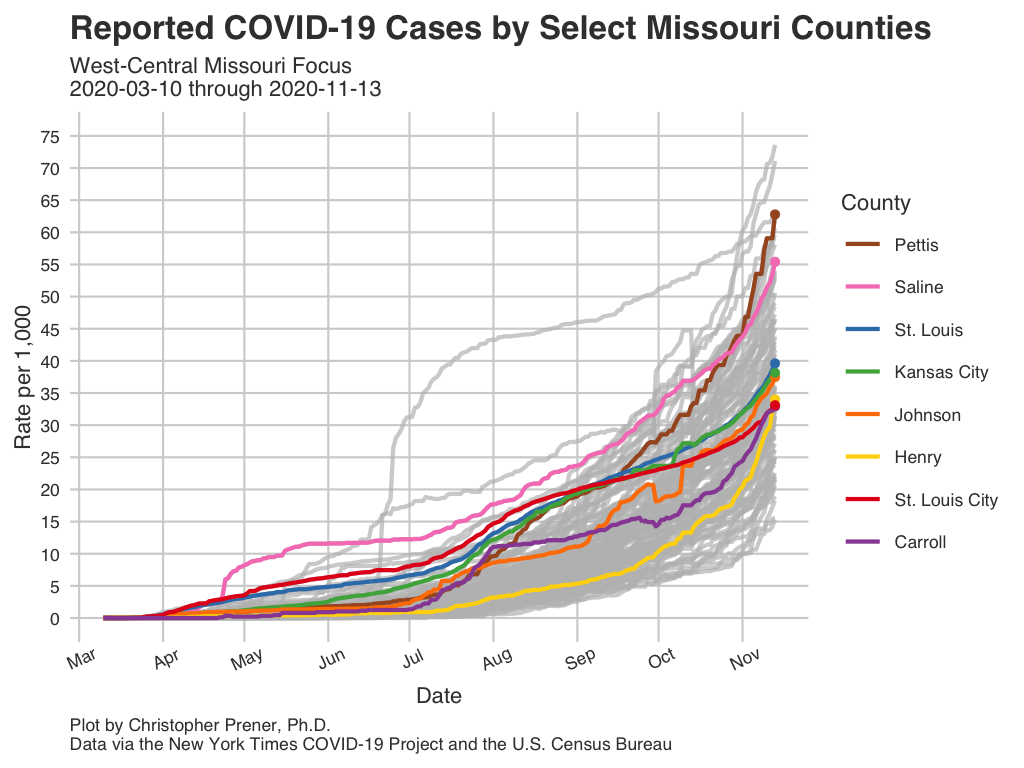 Reported COVID-19 Cases by Select Missouri Counties
West-Central Missouri Focus
2020-03-10 through 2020-11-13
75
70
65
60
55
50
45
40
35
30
25
20
15
10
5
0
Rate per 1,000
Mar
Apr
May
Jun
Jul
Aug
Sep
Oct
Nov
Date
County
Pettis
Saline
St. Louis
Kansas City
Johnson
Henry
St. Louis City
Carroll
Plot by Christopher Prener, Ph.D.
Data via the New York Times COVID-19 Project and the U.S. Census Bureau